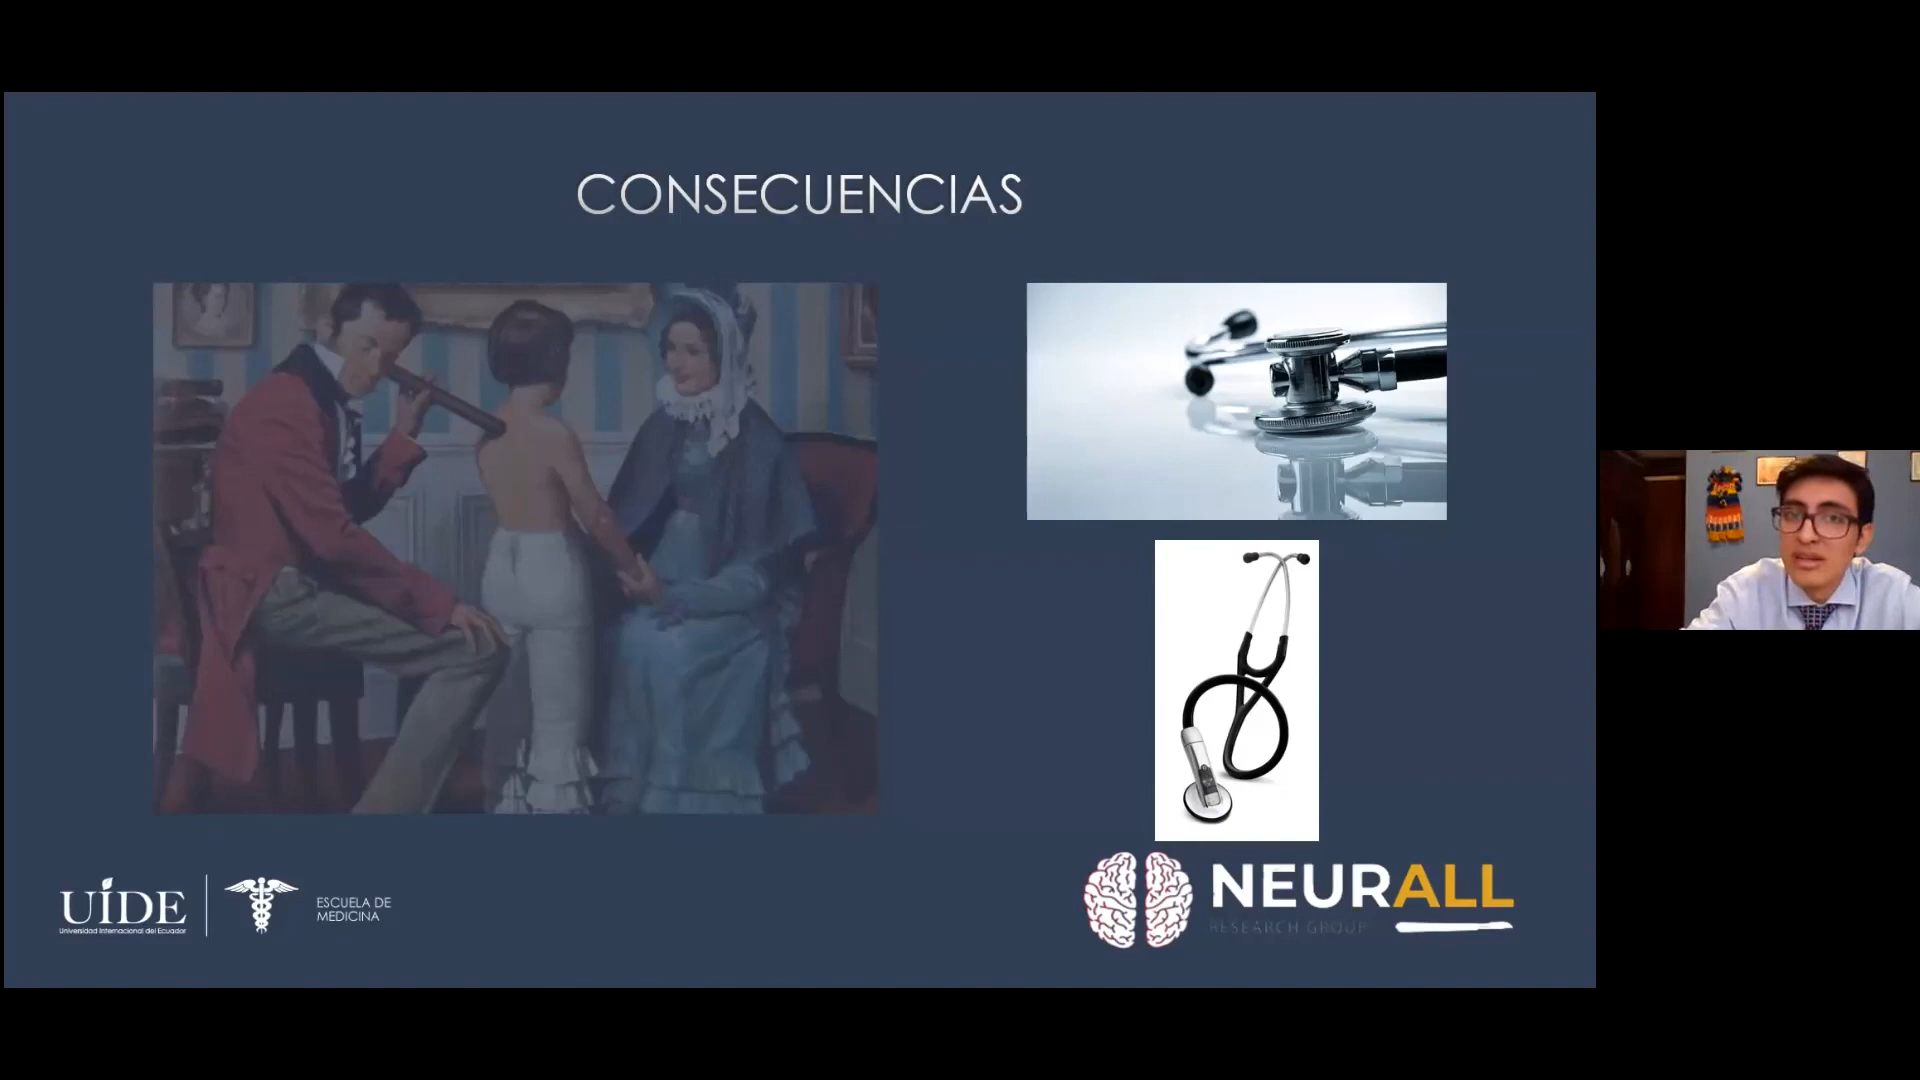 CONSECUENCIAS
UIDE
Universidad Internacional del Ecuador
ESCUELA DE
MEDICINA
NEURALL
RESEARCH GROUP